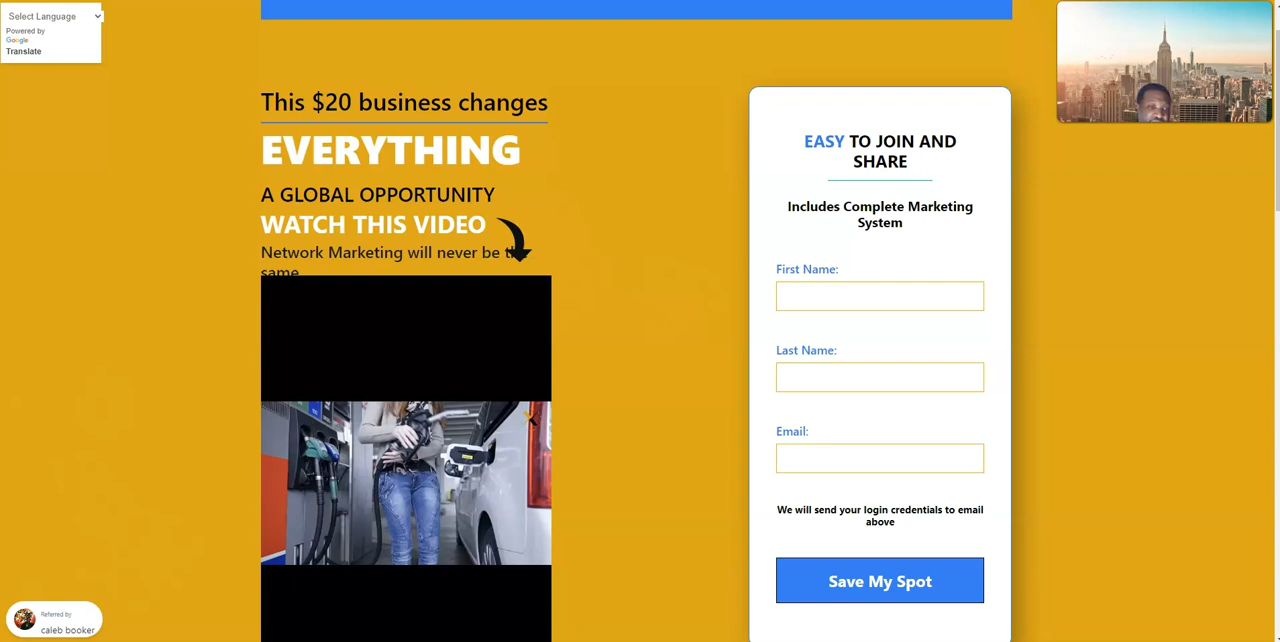 Select Language
Powered by
Google
Translate
This $20 business changes
EVERYTHING
A GLOBAL OPPORTUNITY
WATCH THIS VIDEO
Network Marketing will never be the
same
EASY TO JOIN AND
SHARE
Includes Complete Marketing
System
First Name:
Last Name:
Email:
We will send your login credentials to email
above
Save My Spot
Referred by
caleb booker